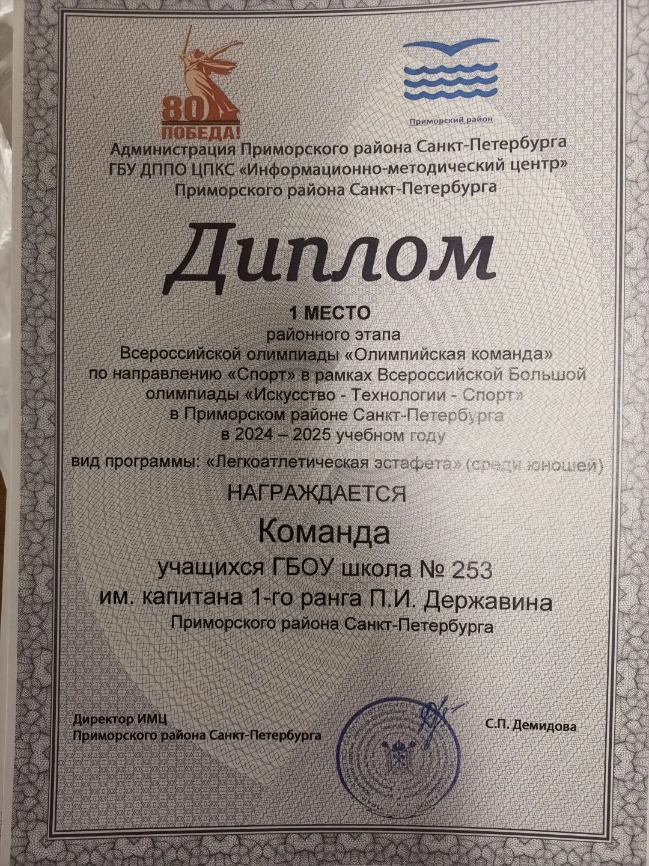 80
ПОБЕДА!
Приморский район
Администрация Приморского района Санкт-Петербурга
ГБУ ДППО ЦПКС «Информационно-методический центр»
Приморского района Санкт-Петербурга
Диплом
1 МЕСТО
районного этапа
Всероссийской олимпиады «Олимпийская команда»
по направлению «Спорт» в рамках Всероссийской Большой
олимпиады «Искусство - Технологии - Спорт»
в Приморском районе Санкт-Петербурга
в 2024 – 2025 учебном году
вид программы: «Легкоатлетическая эстафета» (среди юношей)
НАГРАЖДАЕТСЯ
Команда
учащихся ГБОУ школа № 253
им. капитана 1-го ранга П.И. Державина
Приморского района Санкт-Петербурга
Директор ИМЦ
Приморского района Санкт-Петербурга
С.П. Демидова